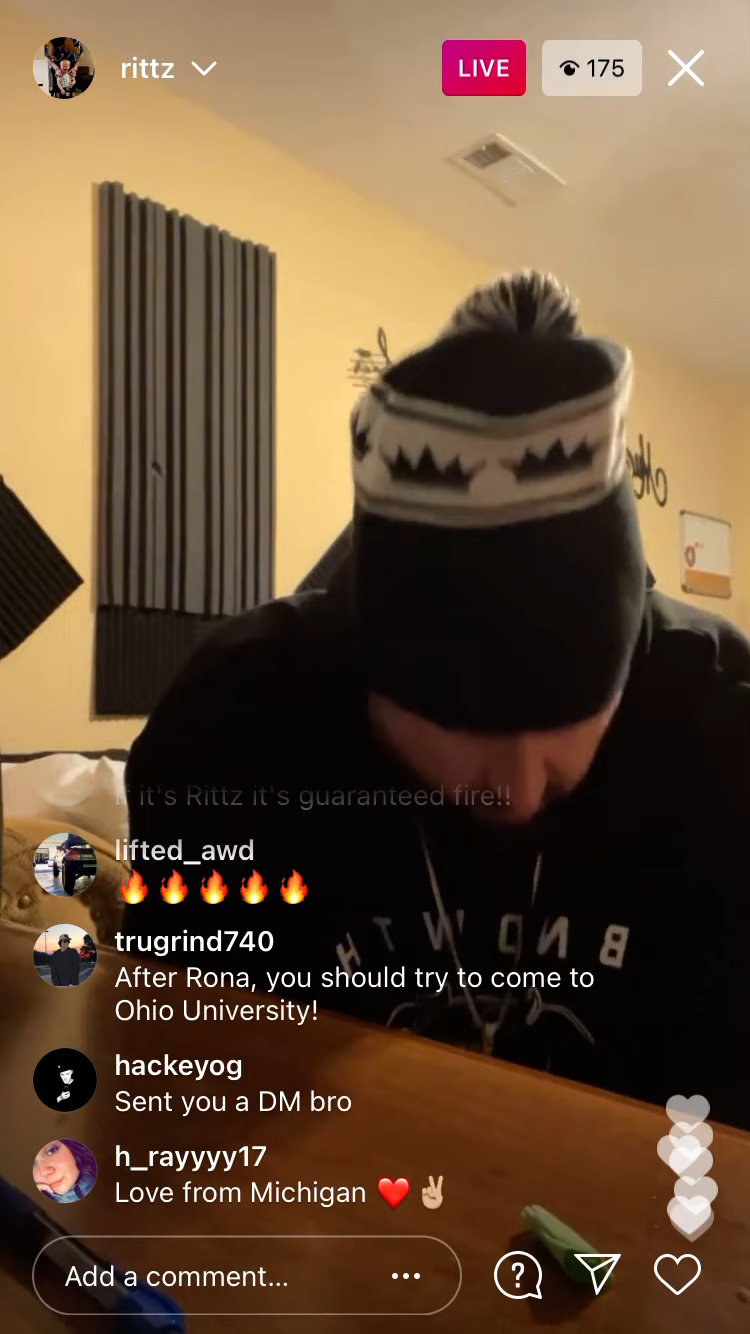 rittz
LIVE
175
If it's Rittz it's guaranteed fire!!
lifted_awd
🔥🔥🔥🔥🔥
trugrind740
After Rona, you should try to come to
Ohio University!
hackeyog
Sent you a DM bro
h_rayyyy17
Love from Michigan ❤️✌🏼
Add a comment...